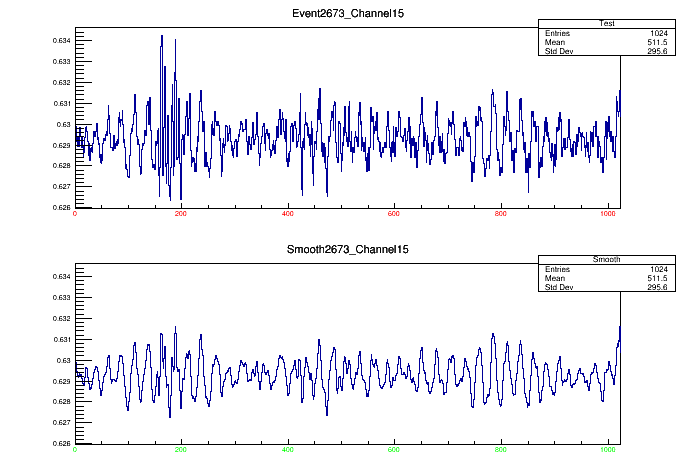 Event2673_Channel15
Test
Entries 1024
Mean 511.5
Std Dev 295.6
0.634
0.633
0.632
0.631
0.63
0.629
0.628
0.627
0.626
0 200 400 600 800 1000
Smooth2673_Channel15
Smooth
Entries 1024
Mean 511.5
Std Dev 295.6
0.634
0.633
0.632
0.631
0.63
0.629
0.628
0.627
0.626
0 200 400 600 800 1000